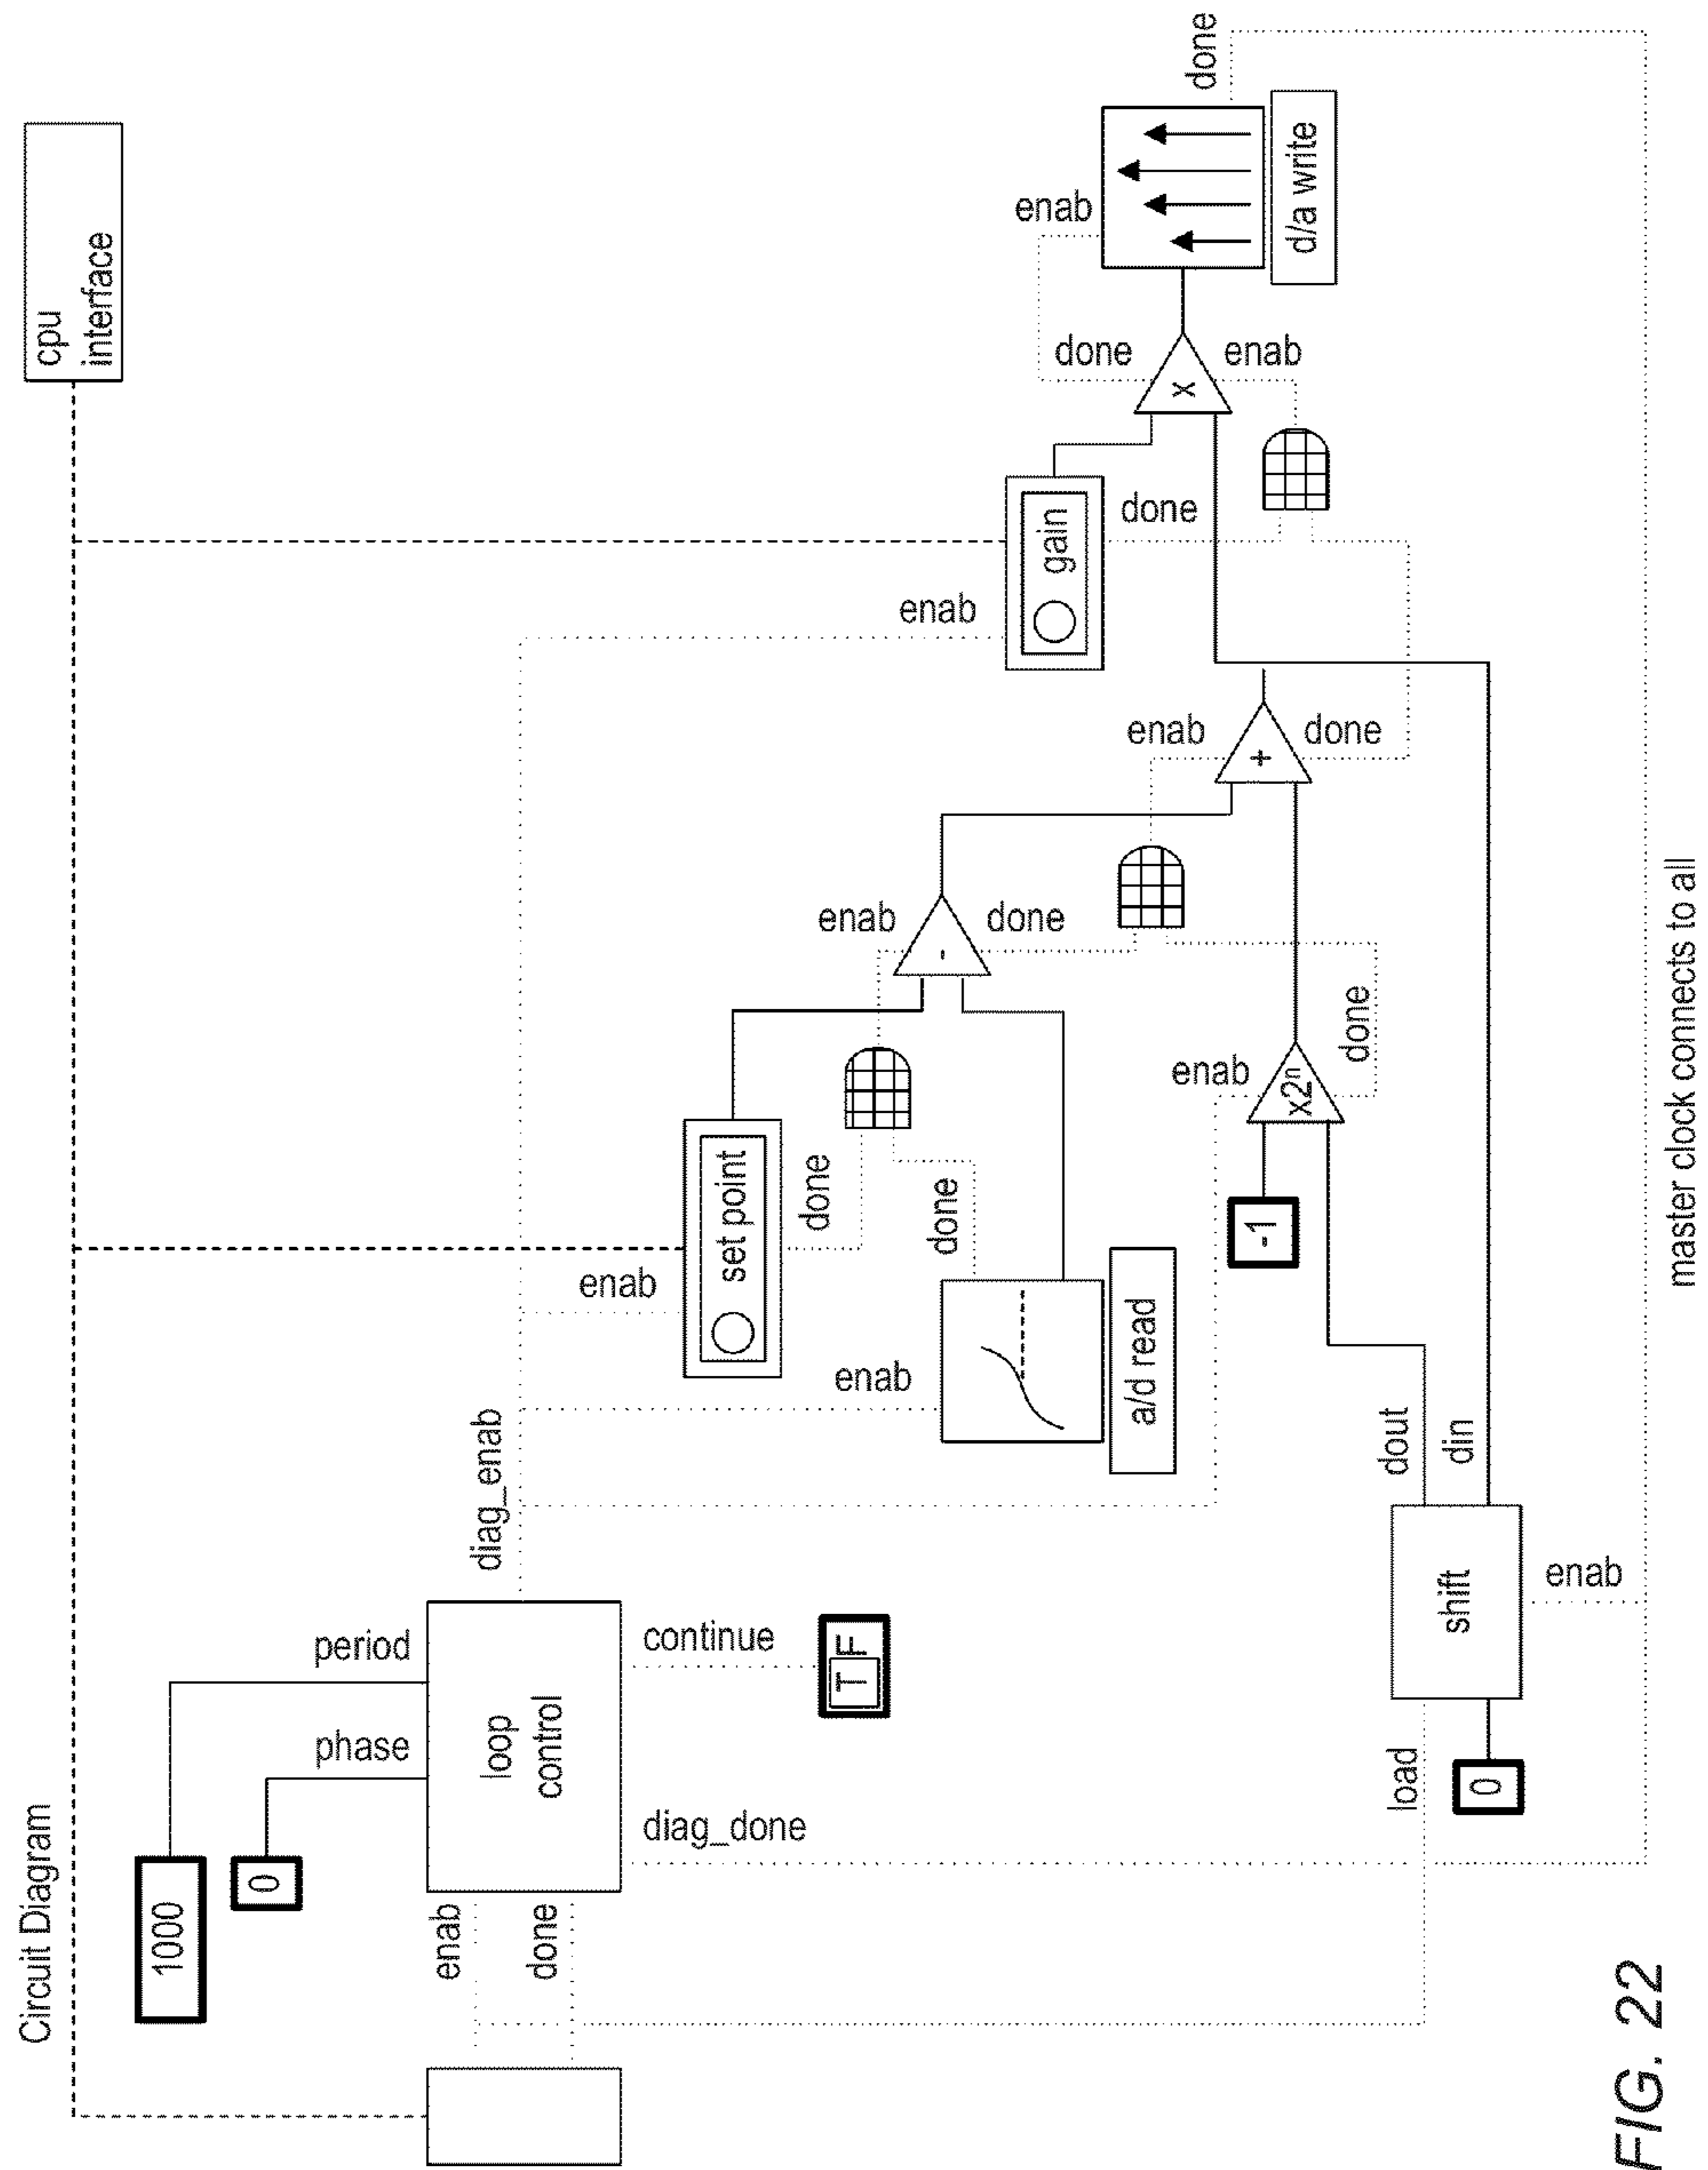 Circuit Diagram
cpu
interface
1000
0
period
phase
enab
done
loop
control
diag_enab
continue
T F
diag_done
enab
set point
done
enab
a/d read
done
enab
-
done
enab
gain
done
enab
+
done
done
x
enab
enab
d/a write
done
-1
enab
x2ⁿ
done
load
0
shift
dout
din
enab
master clock connects to all
FIG. 22